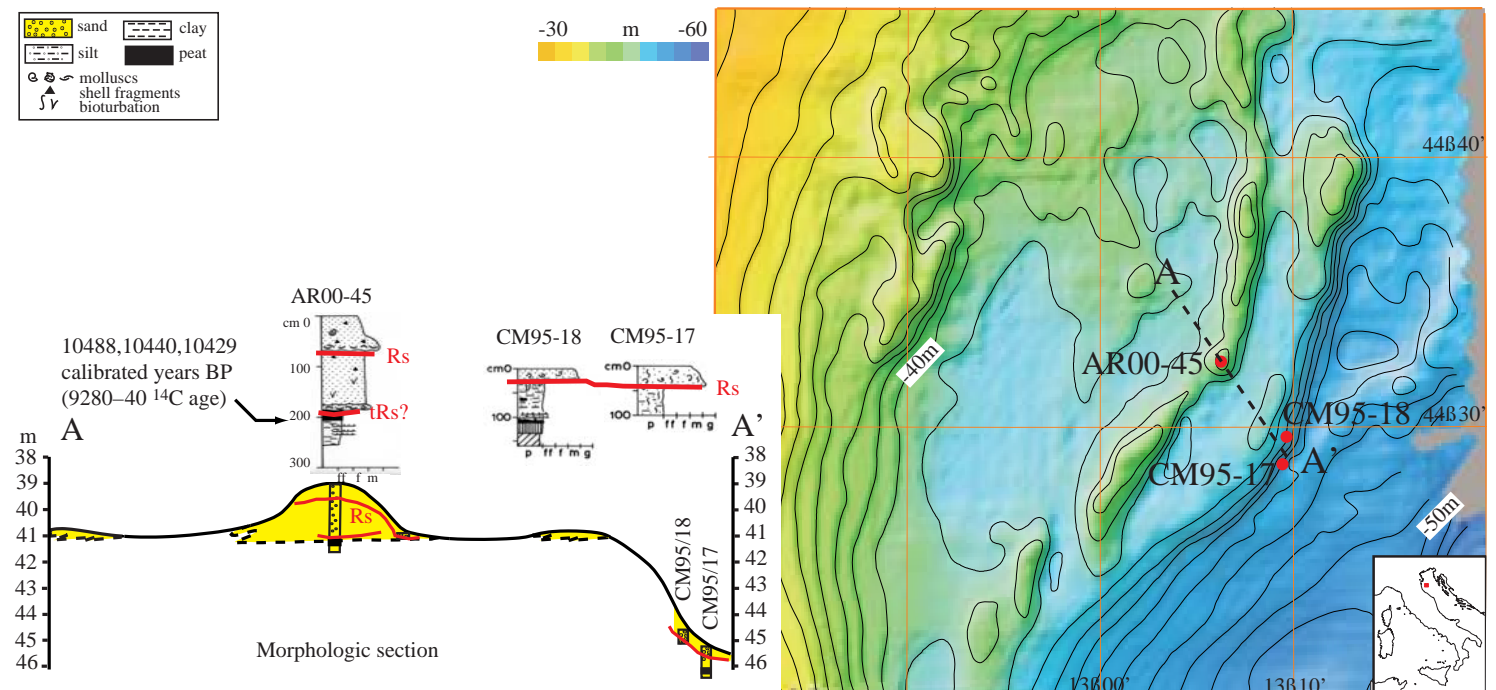 sand
clay
silt
peat
molluscs
shell fragments
bioturbation
-30 m -60
44ß40'
A
AR00-45
-40m
CM95-18
44ß30'
CM95-17
A'
-50m
13ß00'
13ß10'
AR00-45
cm 0
Rs
100
tRs?
200
300
ff f m
10488,10440,10429
calibrated years BP
(9280–40 ¹⁴C age)
CM95-18
cm0
100
p ff f m g
CM95-17
cm0
Rs
100
p ff f m g
m A A'
38 38
39 39
40 40
41 41
42 42
43 43
44 44
45 45
46 46
Rs
CM95/18
CM95/17
Morphologic section